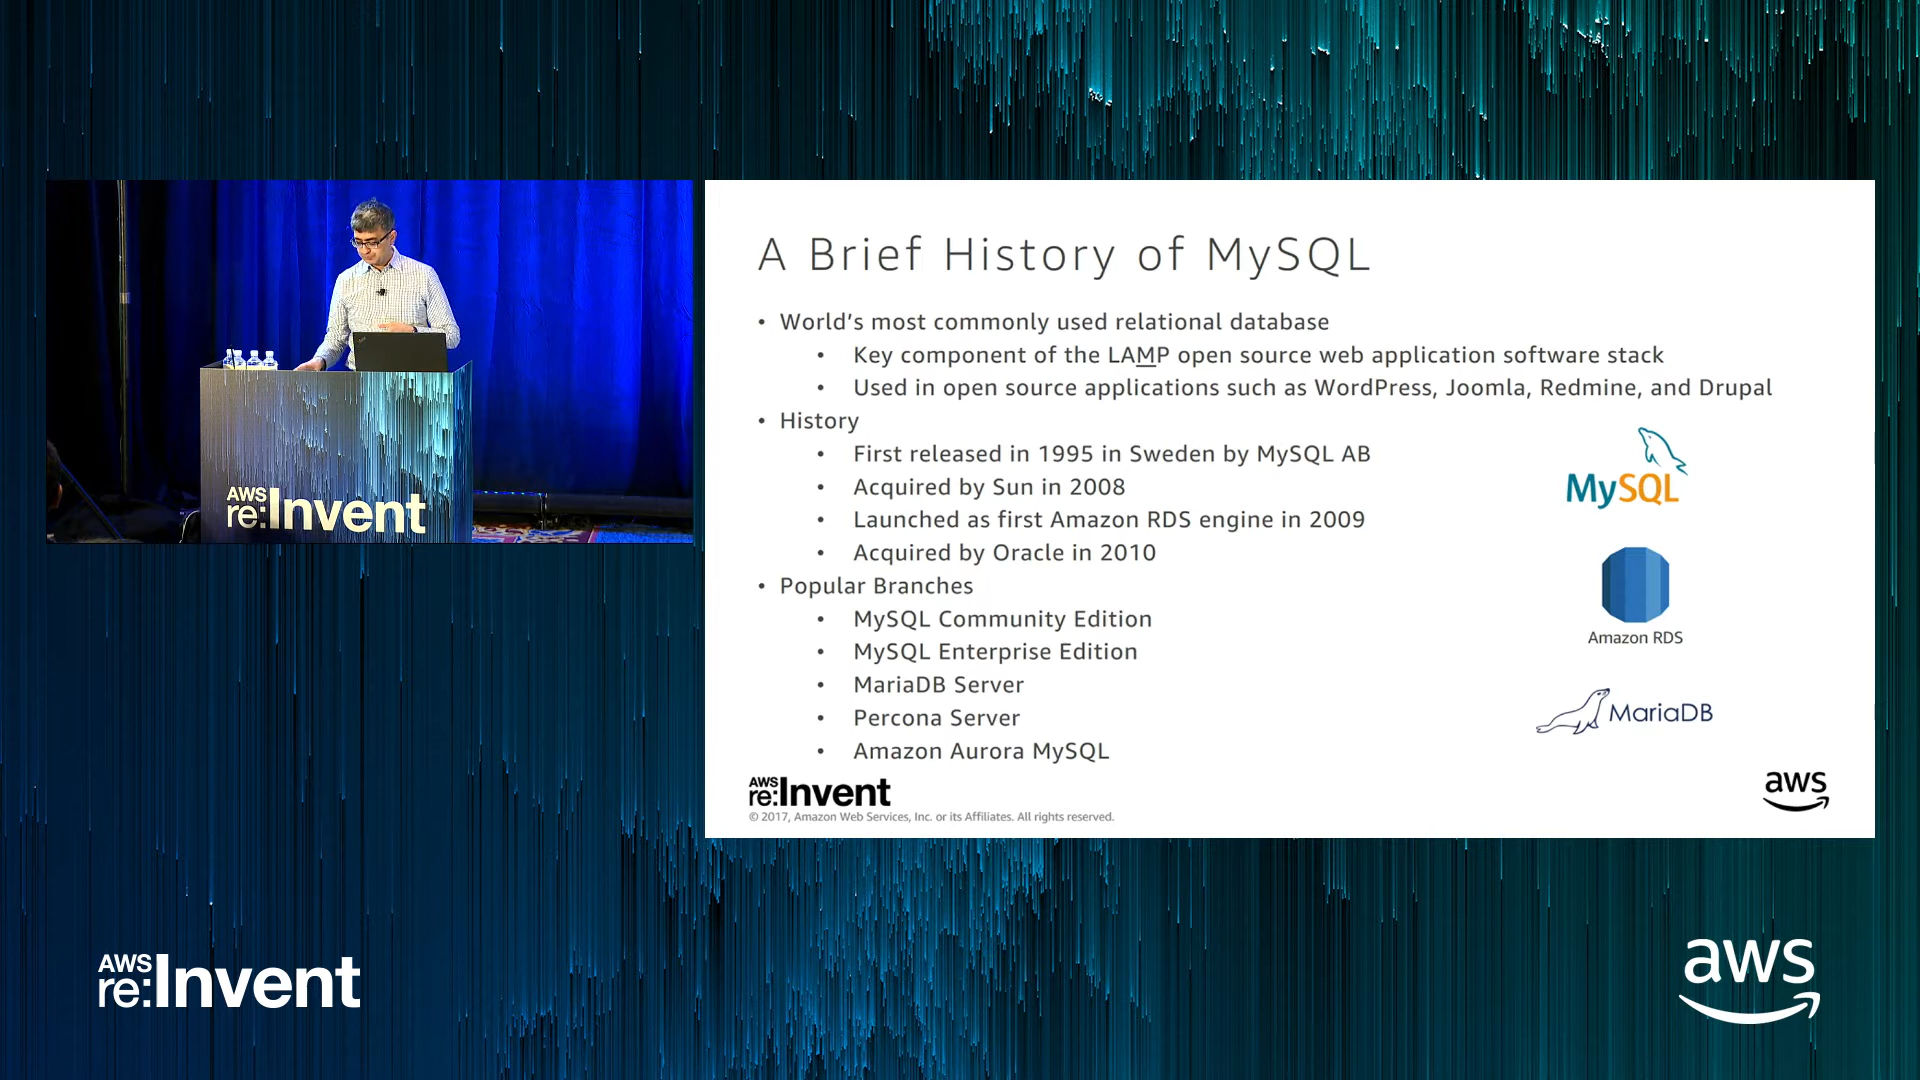 AWS
re:Invent
A Brief History of MySQL
• World's most commonly used relational database
• Key component of the LAMP open source web application software stack
• Used in open source applications such as WordPress, Joomla, Redmine, and Drupal
• History
• First released in 1995 in Sweden by MySQL AB
• Acquired by Sun in 2008
• Launched as first Amazon RDS engine in 2009
• Acquired by Oracle in 2010
• Popular Branches
• MySQL Community Edition
• MySQL Enterprise Edition
• MariaDB Server
• Percona Server
• Amazon Aurora MySQL
MySQL
Amazon RDS
MariaDB
AWS
re:Invent
© 2017, Amazon Web Services, Inc. or its Affiliates. All rights reserved.
aws
AWS
re:Invent
aws